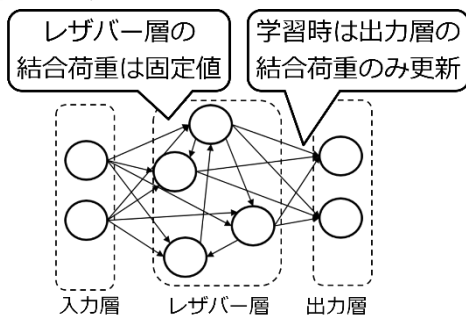 レザバー層の
結合荷重は固定値
学習時は出力層の
結合荷重のみ更新
入力層
レザバー層
出力層